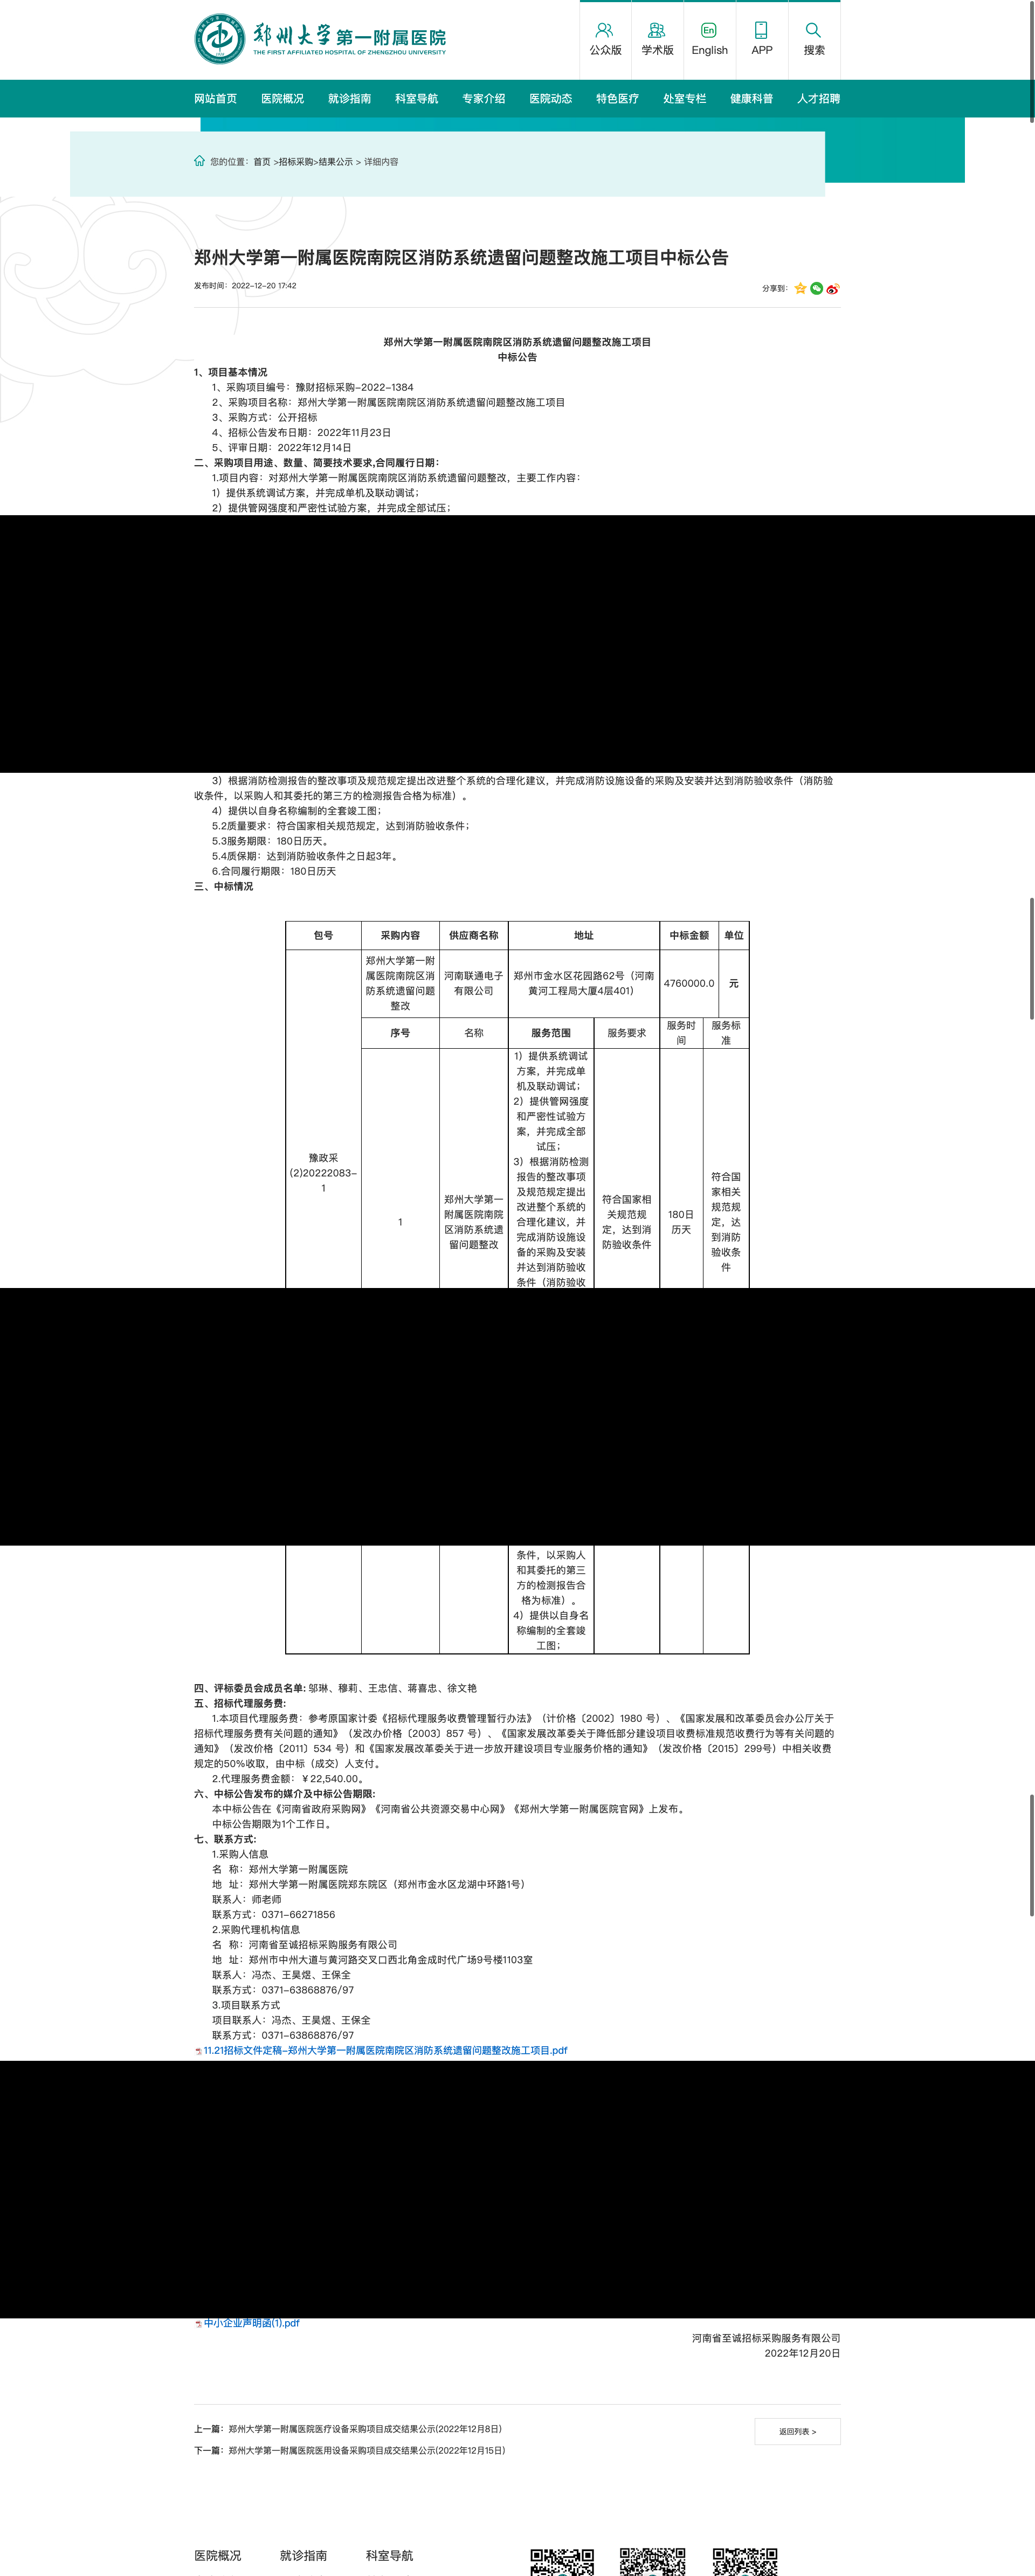 郑州大学第一附属医院
THE FIRST AFFILIATED HOSPITAL OF ZHENGZHOU UNIVERSITY
公众版 学术版 English APP 搜索
网站首页 医院概况 就诊指南 科室导航 专家介绍 医院动态 特色医疗 处室专栏 健康科普 人才招聘
您的位置：首页 >招标采购>结果公示 > 详细内容
郑州大学第一附属医院南院区消防系统遗留问题整改施工项目中标公告
发布时间：2022-12-20 17:42
分享到：
郑州大学第一附属医院南院区消防系统遗留问题整改施工项目
中标公告
1、项目基本情况
1、采购项目编号：豫财招标采购-2022-1384
2、采购项目名称：郑州大学第一附属医院南院区消防系统遗留问题整改施工项目
3、采购方式：公开招标
4、招标公告发布日期：2022年11月23日
5、评审日期：2022年12月14日
二、采购项目用途、数量、简要技术要求,合同履行日期：
1.项目内容：对郑州大学第一附属医院南院区消防系统遗留问题整改，主要工作内容：
1）提供系统调试方案，并完成单机及联动调试；
2）提供管网强度和严密性试验方案，并完成全部试压；
3）根据消防检测报告的整改事项及规范规定提出改进整个系统的合理化建议，并完成消防设施设备的采购及安装并达到消防验收条件（消防验
收条件，以采购人和其委托的第三方的检测报告合格为标准）。
4）提供以自身名称编制的全套竣工图；
5.2质量要求：符合国家相关规范规定，达到消防验收条件；
5.3服务期限：180日历天。
5.4质保期：达到消防验收条件之日起3年。
6.合同履行期限：180日历天
三、中标情况
包号 采购内容 供应商名称 地址 中标金额 单位
豫政采
(2)20222083-
1
郑州大学第一附
属医院南院区消
防系统遗留问题
整改
河南联通电子
有限公司
郑州市金水区花园路62号（河南
黄河工程局大厦4层401）
4760000.0
元
序号 名称 服务范围 服务要求 服务时
间
服务标
准
1
郑州大学第一
附属医院南院
区消防系统遗
留问题整改
1）提供系统调试
方案，并完成单
机及联动调试；
2）提供管网强度
和严密性试验方
案，并完成全部
试压；
3）根据消防检测
报告的整改事项
及规范规定提出
改进整个系统的
合理化建议，并
完成消防设施设
备的采购及安装
并达到消防验收
条件（消防验收
条件，以采购人
和其委托的第三
方的检测报告合
格为标准）。
4）提供以自身名
称编制的全套竣
工图；
符合国家相
关规范规
定，达到消
防验收条件
180日
历天
符合国
家相关
规范规
定，达
到消防
验收条
件
四、评标委员会成员名单: 邬琳、穆莉、王忠信、蒋喜忠、徐文艳
五、招标代理服务费:
1.本项目代理服务费：参考原国家计委《招标代理服务收费管理暂行办法》（计价格〔2002〕1980 号）、《国家发展和改革委员会办公厅关于
招标代理服务费有关问题的通知》（发改办价格〔2003〕857 号）、《国家发展改革委关于降低部分建设项目收费标准规范收费行为等有关问题的
通知》（发改价格〔2011〕534 号）和《国家发展改革委关于进一步放开建设项目专业服务价格的通知》（发改价格〔2015〕299号）中相关收费
规定的50%收取，由中标（成交）人支付。
2.代理服务费金额：￥22,540.00。
六、中标公告发布的媒介及中标公告期限:
本中标公告在《河南省政府采购网》《河南省公共资源交易中心网》《郑州大学第一附属医院官网》上发布。
中标公告期限为1个工作日。
七、联系方式:
1.采购人信息
名 称：郑州大学第一附属医院
地 址：郑州大学第一附属医院郑东院区（郑州市金水区龙湖中环路1号）
联系人：师老师
联系方式：0371-66271856
2.采购代理机构信息
名 称：河南省至诚招标采购服务有限公司
地 址：郑州市中州大道与黄河路交叉口西北角金成时代广场9号楼1103室
联系人：冯杰、王昊煜、王保全
联系方式：0371-63868876/97
3.项目联系方式
项目联系人：冯杰、王昊煜、王保全
联系方式：0371-63868876/97
11.21招标文件定稿-郑州大学第一附属医院南院区消防系统遗留问题整改施工项目.pdf
中小企业声明函(1).pdf
河南省至诚招标采购服务有限公司
2022年12月20日
上一篇：郑州大学第一附属医院医疗设备采购项目成交结果公示(2022年12月8日)
返回列表 >
下一篇：郑州大学第一附属医院医用设备采购项目成交结果公示(2022年12月15日)
医院概况 就诊指南 科室导航